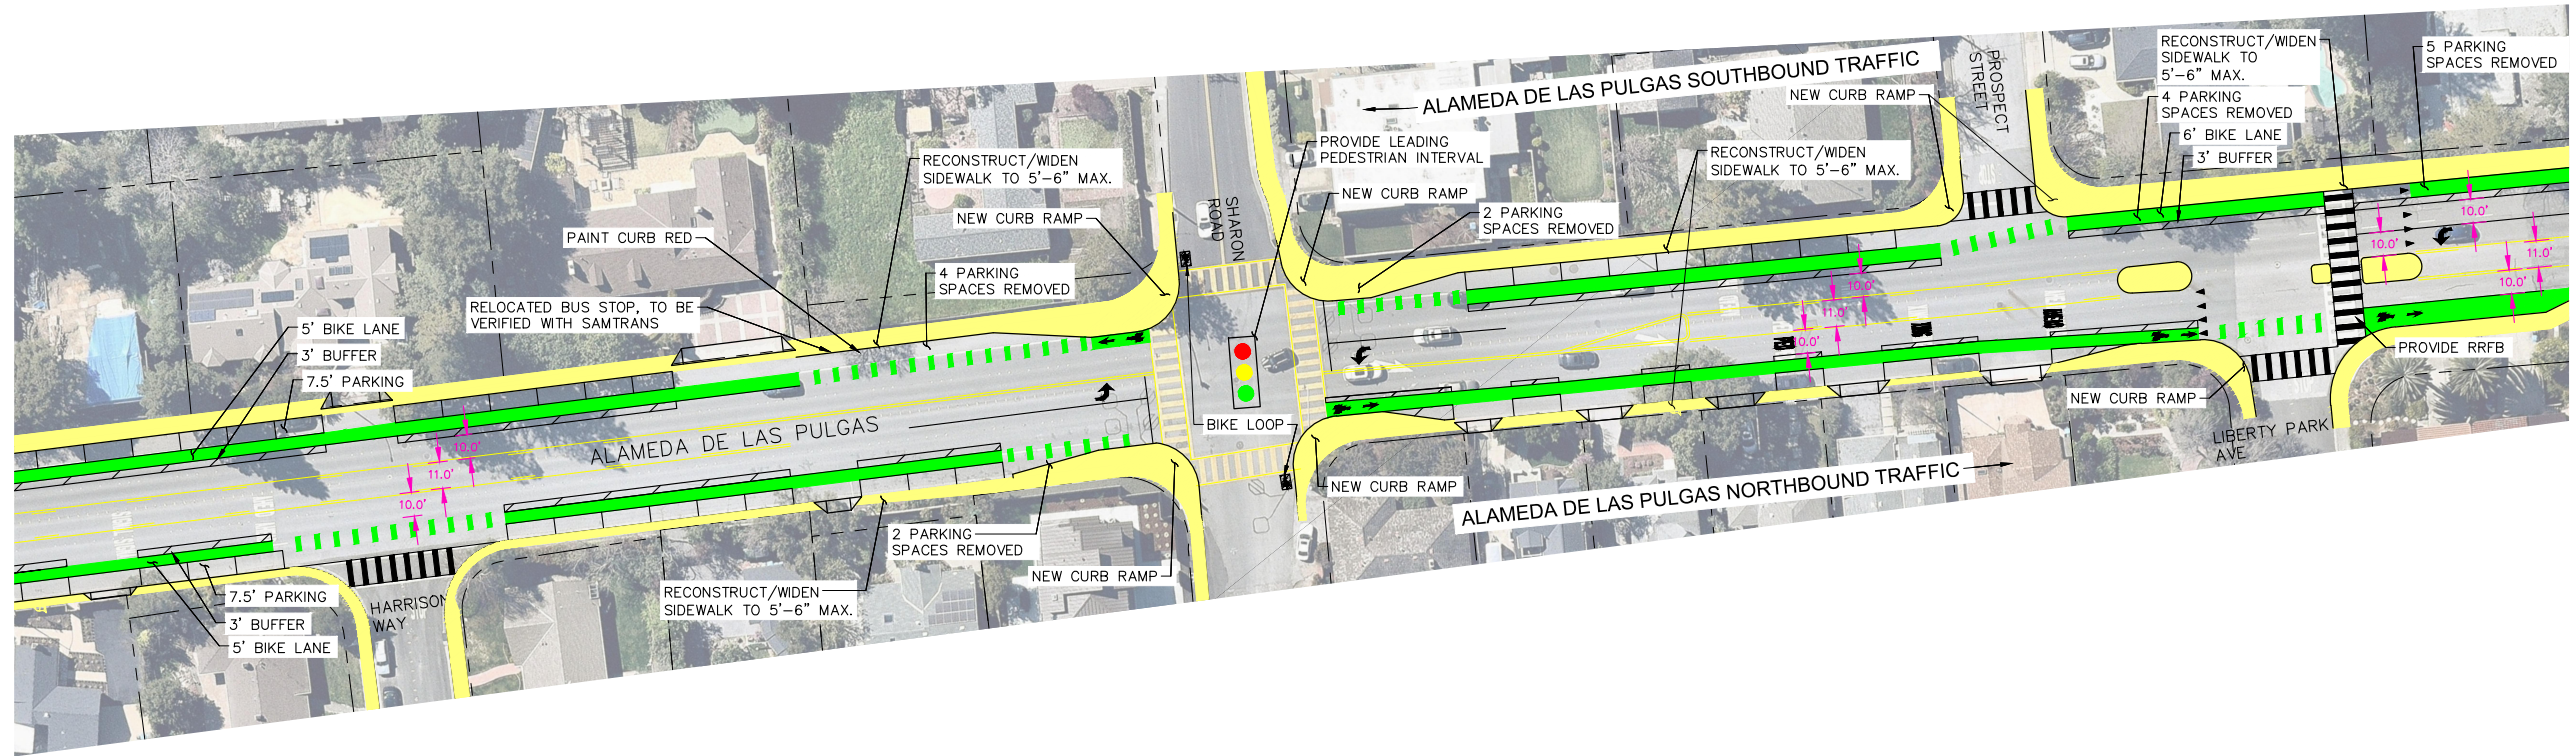 ALAMEDA DE LAS PULGAS SOUTHBOUND TRAFFIC
PROSPECT
STREET
RECONSTRUCT/WIDEN
SIDEWALK TO
5'-6" MAX.
5 PARKING
SPACES REMOVED
NEW CURB RAMP
4 PARKING
SPACES REMOVED
6' BIKE LANE
3' BUFFER
PROVIDE LEADING
PEDESTRIAN INTERVAL
RECONSTRUCT/WIDEN
SIDEWALK TO 5'-6" MAX.
RECONSTRUCT/WIDEN
SIDEWALK TO 5'-6" MAX.
NEW CURB RAMP
SHARON
ROAD
NEW CURB RAMP
2 PARKING
SPACES REMOVED
PAINT CURB RED
4 PARKING
SPACES REMOVED
RELOCATED BUS STOP, TO BE
VERIFIED WITH SAMTRANS
10.0'
10.0'
11.0'
10.0'
10.0'
11.0'
10.0'
5' BIKE LANE
3' BUFFER
7.5' PARKING
PROVIDE RRFB
NEW CURB RAMP
LIBERTY PARK
AVE
BIKE LOOP
ALAMEDA DE LAS PULGAS
10.0'
11.0'
10.0'
NEW CURB RAMP
ALAMEDA DE LAS PULGAS NORTHBOUND TRAFFIC
2 PARKING
SPACES REMOVED
NEW CURB RAMP
RECONSTRUCT/WIDEN
SIDEWALK TO 5'-6" MAX.
HARRISON
WAY
7.5' PARKING
3' BUFFER
5' BIKE LANE